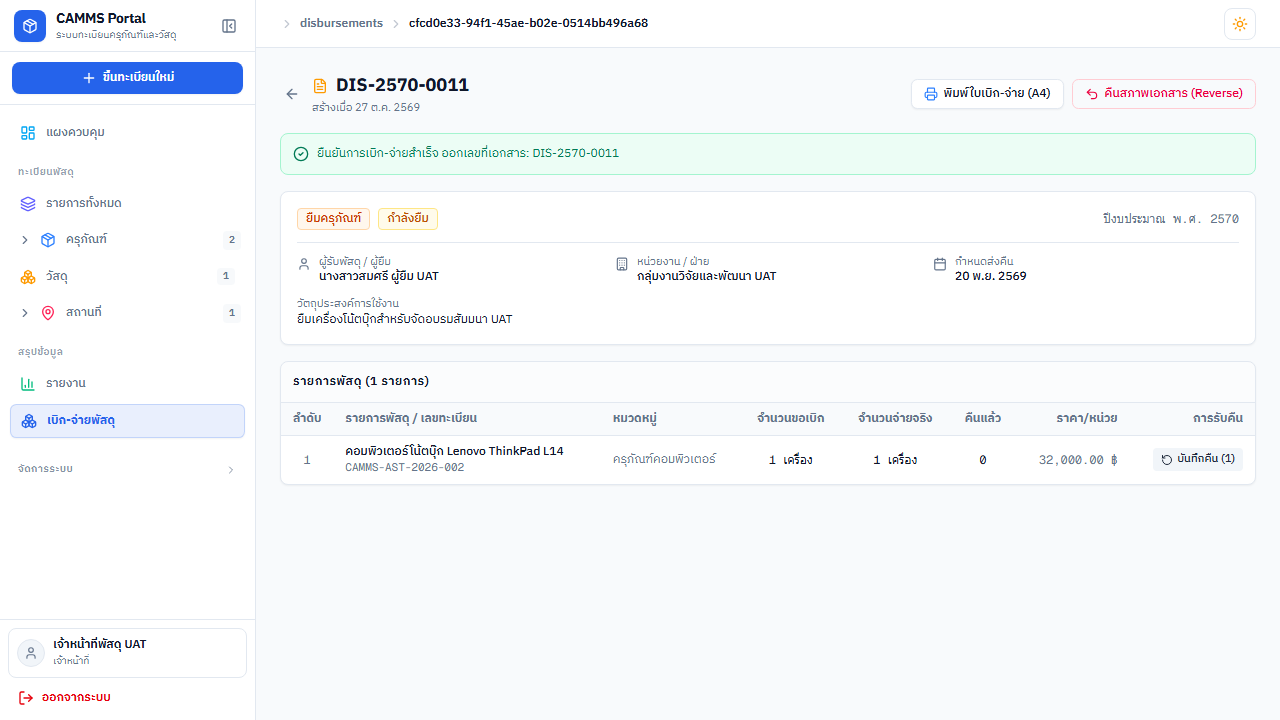 CAMMS Portal
ระบบทะเบียนครุภัณฑ์และวัสดุ
ขึ้นทะเบียนใหม่
แผงควบคุม
ทะเบียนพัสดุ
รายการทั้งหมด
ครุภัณฑ์ 2
วัสดุ 1
สถานที่ 1
สรุปข้อมูล
รายงาน
เบิก-จ่ายพัสดุ
จัดการระบบ
เจ้าหน้าที่พัสดุ UAT
เจ้าหน้าที่
ออกจากระบบ
disbursements cfcd0e33-94f1-45ae-b02e-0514bb496a68
DIS-2570-0011
สร้างเมื่อ 27 ต.ค. 2569
พิมพ์ใบเบิก-จ่าย (A4) คืนสภาพเอกสาร (Reverse)
ยืนยันการเบิก-จ่ายสำเร็จ ออกเลขที่เอกสาร: DIS-2570-0011
ยืมครุภัณฑ์ กำลังยืม ปีงบประมาณ พ.ศ. 2570
ผู้รับพัสดุ / ผู้ยืม หน่วยงาน / ฝ่าย กำหนดส่งคืน
นางสาวสมศรี ผู้ยืม UAT กลุ่มงานวิจัยและพัฒนา UAT 20 พ.ย. 2569
วัตถุประสงค์การใช้งาน
ยืมเครื่องโน้ตบุ๊กสำหรับจัดอบรมสัมมนา UAT
รายการพัสดุ (1 รายการ)
ลำดับ รายการพัสดุ / เลขทะเบียน หมวดหมู่ จำนวนขอเบิก จำนวนจ่ายจริง คืนแล้ว ราคา/หน่วย การรับคืน
1 คอมพิวเตอร์โน้ตบุ๊ก Lenovo ThinkPad L14 ครุภัณฑ์คอมพิวเตอร์ 1 เครื่อง 1 เครื่อง 0 32,000.00 ฿ บันทึกคืน (1)
CAMMS-AST-2026-002